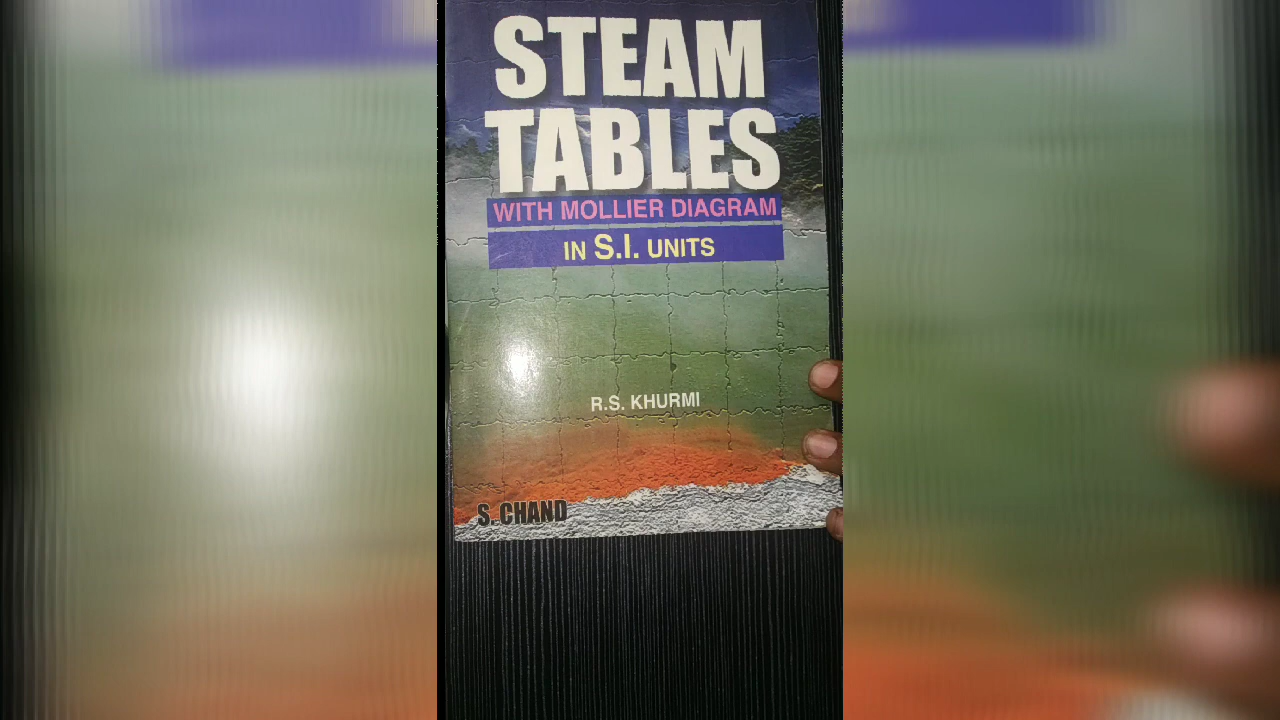 STEAM
TABLES
WITH MOLLIER DIAGRAM
IN S.I. UNITS
R.S. KHURMI
S. CHAND